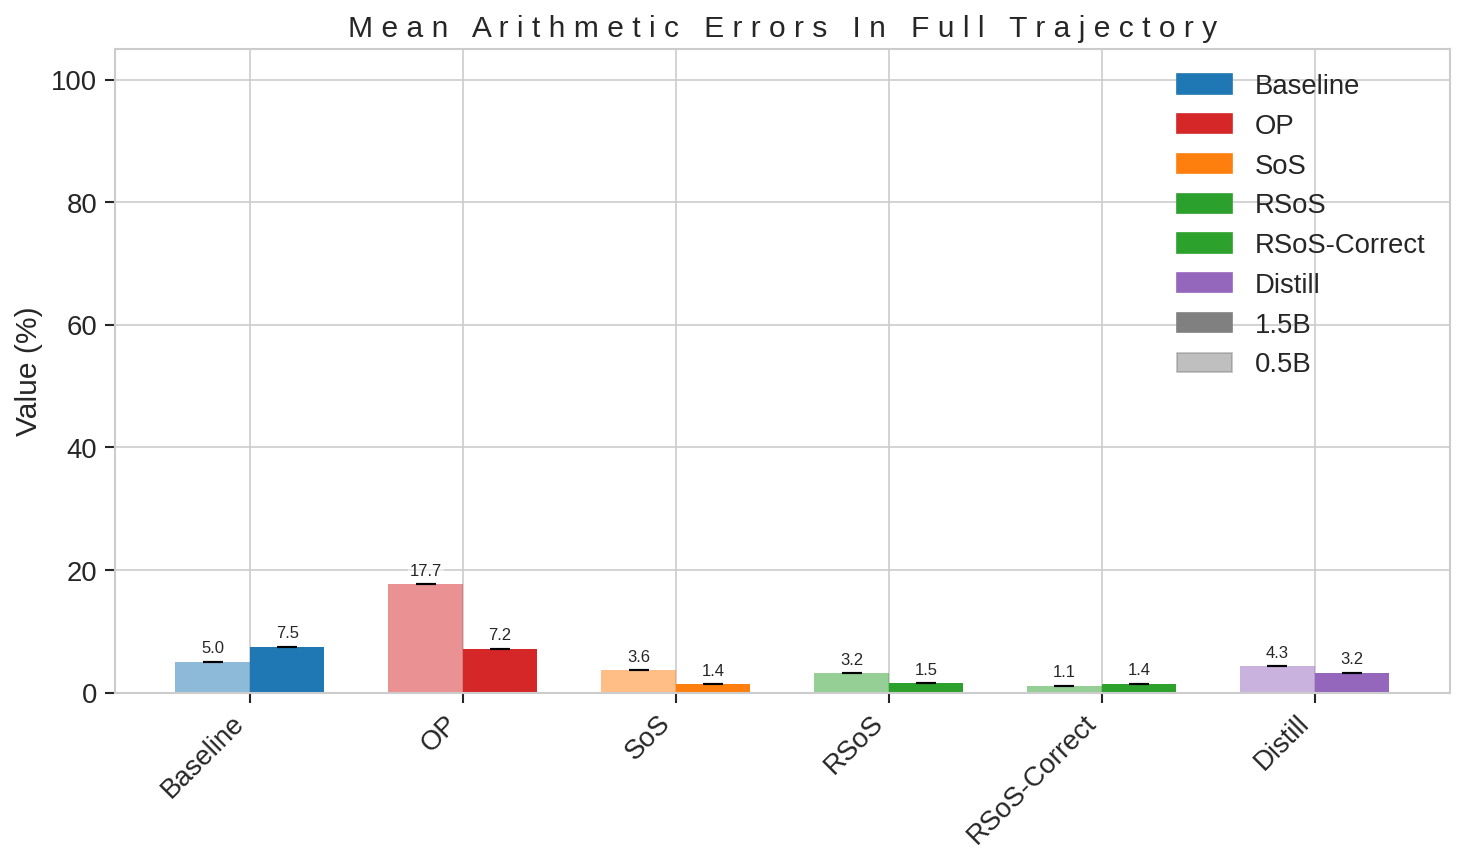 Mean Arithmetic Errors In Full Trajectory
Value (%)
100
80
60
40
20
0
Baseline
OP
SoS
RSoS
RSoS-Correct
Distill
1.5B
0.5B
5.0
7.5
17.7
7.2
3.6
1.4
3.2
1.5
1.1
1.4
4.3
3.2
Baseline
OP
SoS
RSoS
RSoS-Correct
Distill